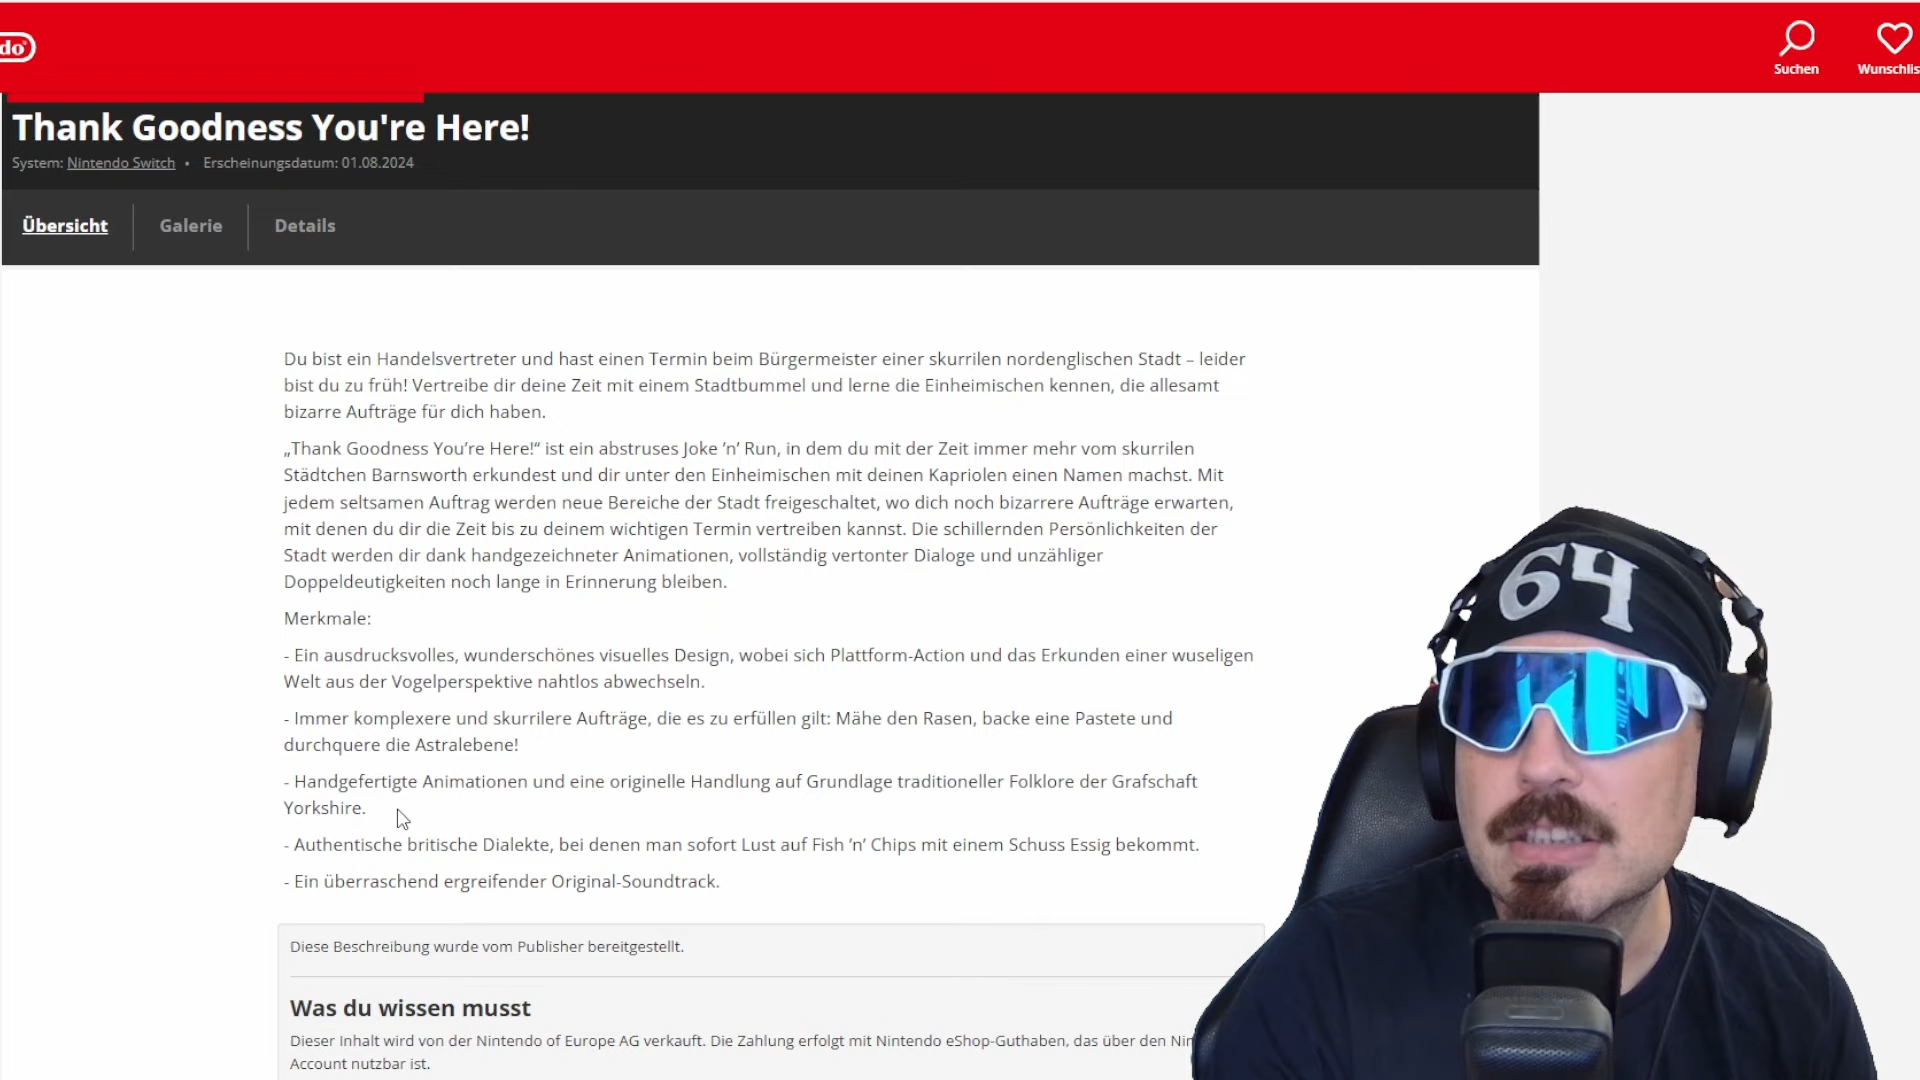 do
Suchen
Wunschlis
Thank Goodness You're Here!
System: Nintendo Switch • Erscheinungsdatum: 01.08.2024
Übersicht
Galerie
Details
Du bist ein Handelsvertreter und hast einen Termin beim Bürgermeister einer skurrilen nordenglischen Stadt – leider
bist du zu früh! Vertreibe dir deine Zeit mit einem Stadtbummel und lerne die Einheimischen kennen, die allesamt
bizarre Aufträge für dich haben.
„Thank Goodness You’re Here!“ ist ein abstruses Joke ’n’ Run, in dem du mit der Zeit immer mehr vom skurrilen
Städtchen Barnsworth erkundest und dir unter den Einheimischen mit deinen Kapriolen einen Namen machst. Mit
jedem seltsamen Auftrag werden neue Bereiche der Stadt freigeschaltet, wo dich noch bizarrere Aufträge erwarten,
mit denen du dir die Zeit bis zu deinem wichtigen Termin vertreiben kannst. Die schillernden Persönlichkeiten der
Stadt werden dir dank handgezeichneter Animationen, vollständig vertonter Dialoge und unzähliger
Doppeldeutigkeiten noch lange in Erinnerung bleiben.
Merkmale:
- Ein ausdrucksvolles, wunderschönes visuelles Design, wobei sich Plattform-Action und das Erkunden einer wuseligen
Welt aus der Vogelperspektive nahtlos abwechseln.
- Immer komplexere und skurrilere Aufträge, die es zu erfüllen gilt: Mähe den Rasen, backe eine Pastete und
durchquere die Astralebene!
- Handgefertigte Animationen und eine originelle Handlung auf Grundlage traditioneller Folklore der Grafschaft
Yorkshire.
- Authentische britische Dialekte, bei denen man sofort Lust auf Fish ’n’ Chips mit einem Schuss Essig bekommt.
- Ein überraschend ergreifender Original-Soundtrack.
Diese Beschreibung wurde vom Publisher bereitgestellt.
Was du wissen musst
Dieser Inhalt wird von der Nintendo of Europe AG verkauft. Die Zahlung erfolgt mit Nintendo eShop-Guthaben, das über den Nin
Account nutzbar ist.
64